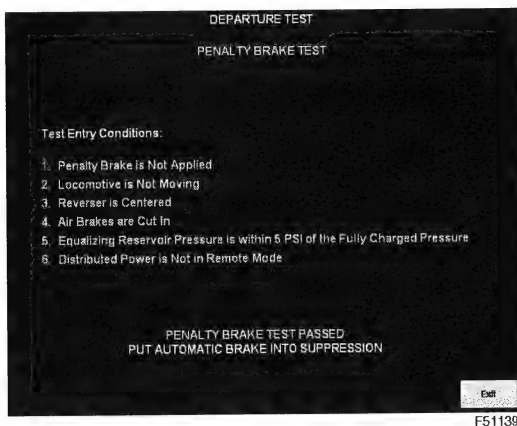 DEPARTURE TEST
PENALTY BRAKE TEST
Test Entry Conditions:
1. Penalty Brake is Not Applied
2. Locomotive is Not Moving
3. Reverser is Centered
4. Air Brakes are Cut In
5. Equalizing Reservoir Pressure is within 5 PSI of the Fully Charged Pressure
6. Distributed Power is Not in Remote Mode
PENALTY BRAKE TEST PASSED
PUT AUTOMATIC BRAKE INTO SUPPRESSION
Exit
F51139